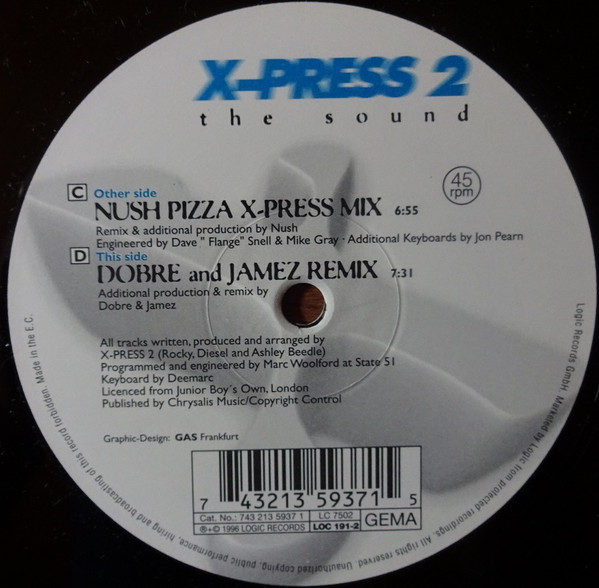 X-PRESS 2
the sound
45
rpm
C Other side
NUSH PIZZA X-PRESS MIX 6:55
Remix & additional production by Nush
Engineered by Dave " Flange" Snell & Mike Gray · Additional Keyboards by Jon Pearn
D This side
DOBRE and JAMEZ REMIX 7:31
Additional production & remix by
Dobre & Jamez
All tracks written, produced and arranged by
X-PRESS 2 (Rocky, Diesel and Ashley Beedle)
Programmed and engineered by Marc Woolford at State 51
Keyboard by Deemarc
Licenced from Junior Boy´s Own, London
Published by Chrysalis Music/Copyright Control
Graphic-Design: GAS Frankfurt
7 43213 59371 5
Cat. No.: 743 213 5937 1 LC 7502 GEMA
℗+© 1996 LOGIC RECORDS LOC 191-2
Logic Records GmbH. Marketed by Logic from protected recordings. All rights reserved. Unauthorized copying, public performance, hiring and broadcasting of this record forbidden. Made in the E.C.